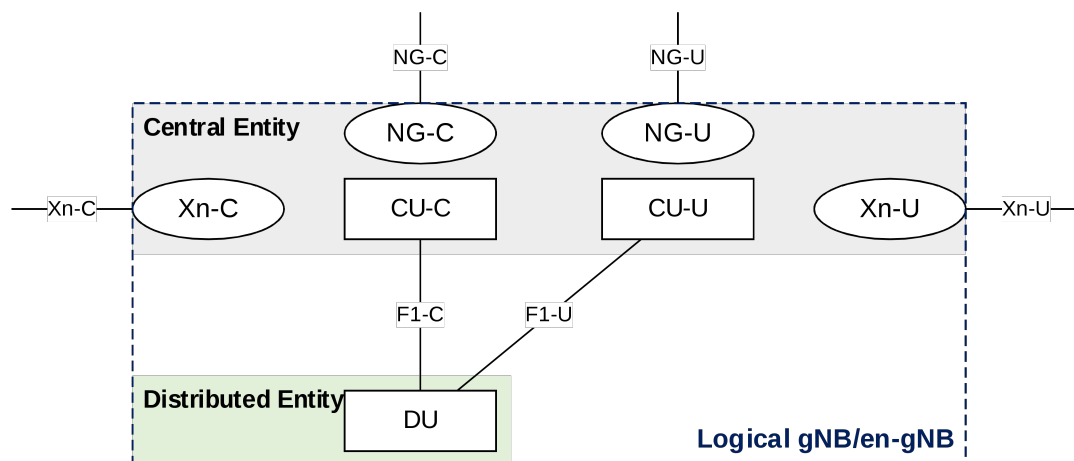 NG-C
NG-U
Central Entity
NG-C
NG-U
Xn-C
Xn-C
CU-C
CU-U
Xn-U
Xn-U
F1-C
F1-U
Distributed Entity
DU
Logical gNB/en-gNB